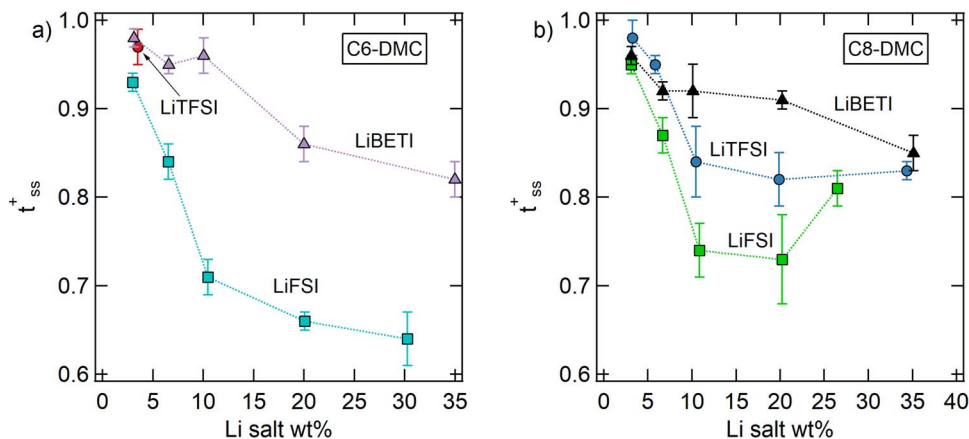 a)
C6-DMC
1.0
0.9
0.8
0.7
0.6
t⁺ss
LiTFSI
LiBETI
LiFSI
0 5 10 15 20 25 30 35
Li salt wt%
b)
C8-DMC
1.0
0.9
0.8
0.7
0.6
t⁺ss
LiBETI
LiTFSI
LiFSI
0 5 10 15 20 25 30 35 40
Li salt wt%